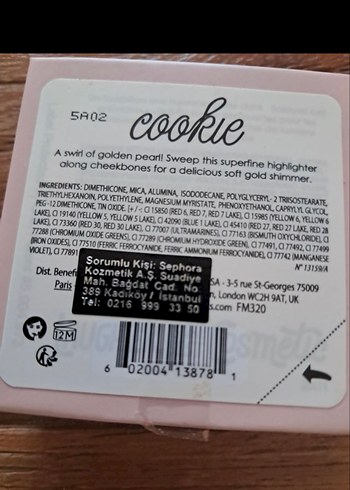 5A02
cookie
A swirl of golden pearl! Sweep this superfine highlighter
along cheekbones for a delicious soft gold shimmer.
INGREDIENTS: DIMETHICONE, MICA, ALUMINA, ISODODECANE, POLYGLYCERYL-2 TRIISOSTEARATE,
TRIETHYLHEXANOIN, POLYETHYLENE, MAGNESIUM MYRISTATE, PHENOXYETHANOL, CAPRYLYL GLYCOL,
PEG-12 DIMETHICONE, TIN OXIDE. [+/-: CI 15850 (RED 6, RED 7, RED 7 LAKE), CI 15985 (YELLOW 6, YELLOW 6
LAKE), CI 19140 (YELLOW 5, YELLOW 5 LAKE), CI 42090 (BLUE 1 LAKE), CI 45410 (RED 27, RED 27 LAKE, RED 28
LAKE), CI 73360 (RED 30, RED 30 LAKE), CI 77007 (ULTRAMARINES), CI 77163 (BISMUTH OXYCHLORIDE), CI
77288 (CHROMIUM OXIDE GREENS), CI 77289 (CHROMIUM HYDROXIDE GREEN), CI 77491, CI 77492, CI 77499
(IRON OXIDES), CI 77510 (FERRIC FERROCYANIDE, FERRIC AMMONIUM FERROCYANIDE), CI 77742 (MANGANESE
VIOLET), CI 77891
N° 13159/A
Dist. Benef SA - 3-5 rue St-Georges 75009
Paris London WC2H 9AT, UK
s.com FM320
Sorumlu Kişi: Sephora
Kozmetik A.Ş. Suadiye
Mah. Bağdat Cad. No:
389 Kadıköy / İstanbul
Tel: 0216 999 33 50
12M
6 02004 13878 1